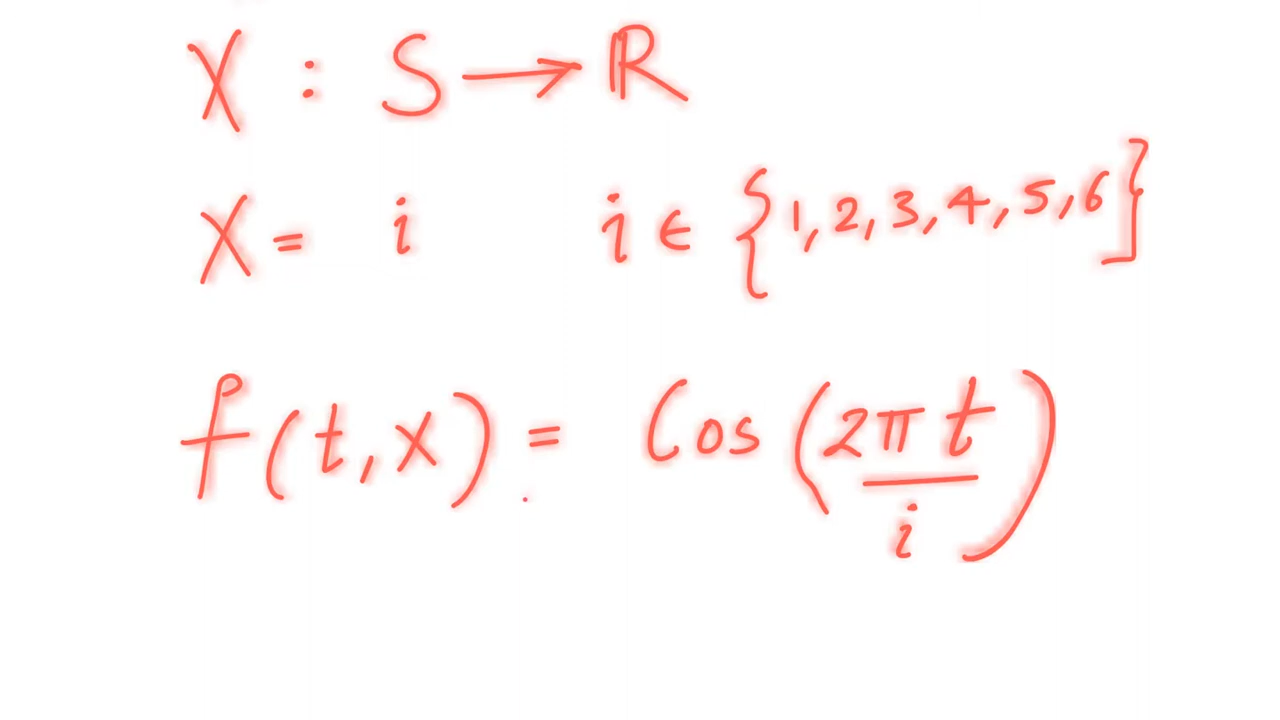 X : S → ℝ
X = i i ∈ {1, 2, 3, 4, 5, 6}
f(t, x) = Cos(2πt/i)